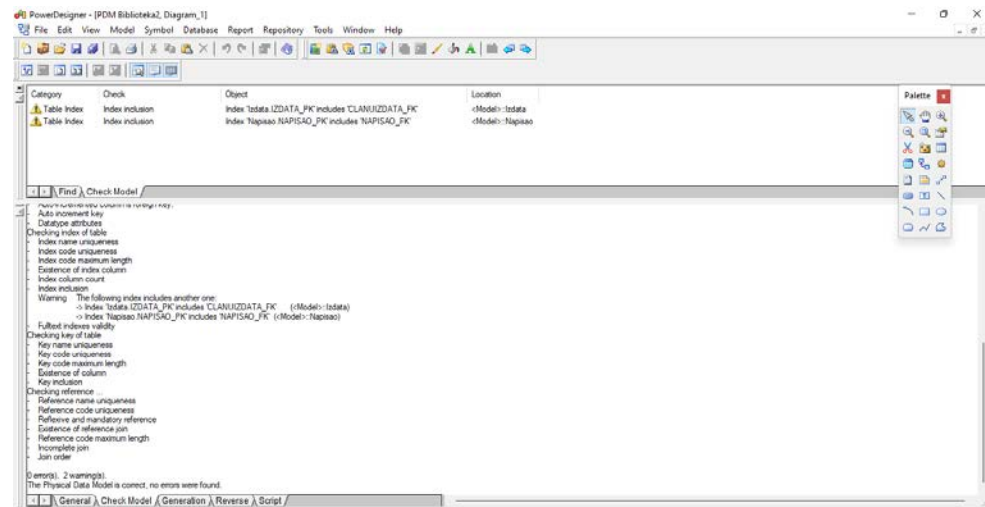 PowerDesigner - [PDM Biblioteka2, Diagram_1]
File Edit View Model Symbol Database Report Repository Tools Window Help
Category Check Object Location
Table Index Index inclusion Index 'Izdata.IZDATA_PK' includes 'CLANUIZDATA_FK' <Model>::Izdata
Table Index Index inclusion Index 'Napisao.NAPISAO_PK' includes 'NAPISAO_FK' <Model>::Napisao
Palette
Find Check Model
Auto-incremented column is foreign key.
- Auto increment key
- Datatype attributes
Checking index of table
- Index name uniqueness
- Index code uniqueness
- Index code maximum length
- Existence of index column
- Index column count
- Index inclusion
Warning The following index includes another one:
-> Index 'Izdata.IZDATA_PK' includes 'CLANUIZDATA_FK' (<Model>::Izdata)
-> Index 'Napisao.NAPISAO_PK' includes 'NAPISAO_FK' (<Model>::Napisao)
- Fulltext indexes validity
Checking key of table
- Key name uniqueness
- Key code uniqueness
- Key code maximum length
- Existence of column
- Key inclusion
Checking reference ...
- Reference name uniqueness
- Reference code uniqueness
- Reflexive and mandatory reference
- Existence of reference join
- Reference code maximum length
- Incomplete join
- Join order
0 error(s), 2 warning(s).
The Physical Data Model is correct, no errors were found.
General Check Model Generation Reverse Script